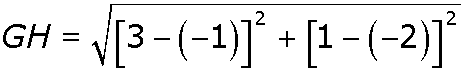 GH = √[3 − (−1)]² + [1 − (−2)]²